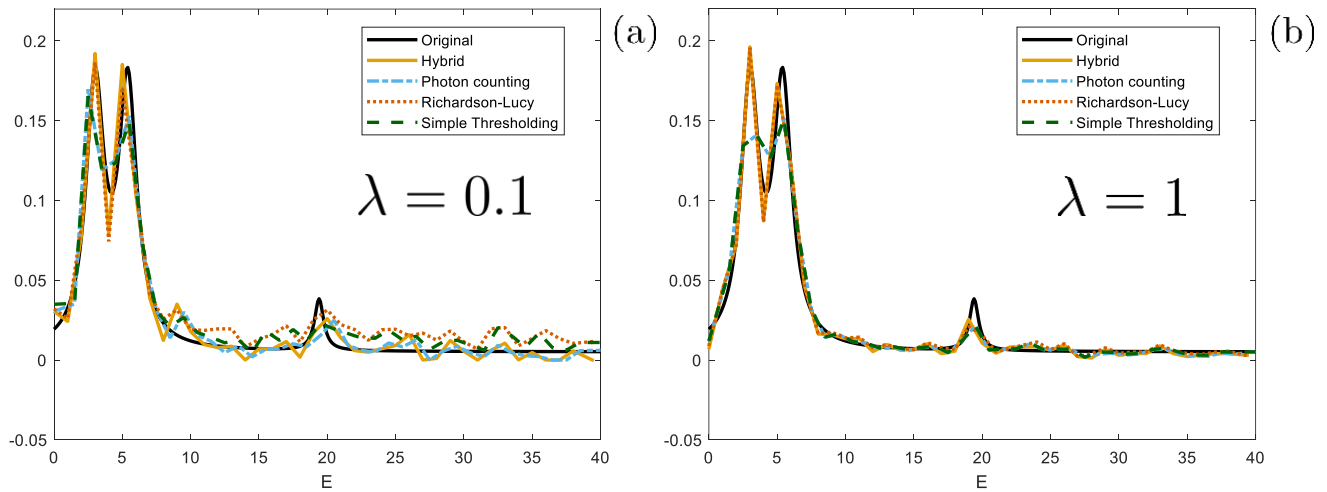 (a)
0.2
0.15
0.1
0.05
0
-0.05
0 5 10 15 20 25 30 35 40
E
Original
Hybrid
Photon counting
Richardson-Lucy
Simple Thresholding
λ = 0.1
(b)
0.2
0.15
0.1
0.05
0
-0.05
0 5 10 15 20 25 30 35 40
E
Original
Hybrid
Photon counting
Richardson-Lucy
Simple Thresholding
λ = 1